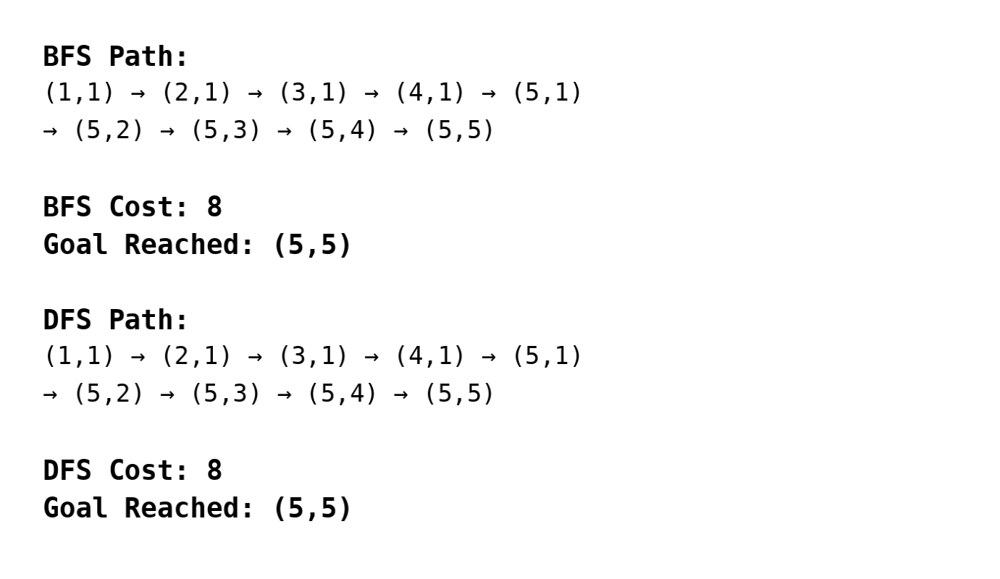 BFS Path:
(1,1) → (2,1) → (3,1) → (4,1) → (5,1)
→ (5,2) → (5,3) → (5,4) → (5,5)
BFS Cost: 8
Goal Reached: (5,5)
DFS Path:
(1,1) → (2,1) → (3,1) → (4,1) → (5,1)
→ (5,2) → (5,3) → (5,4) → (5,5)
DFS Cost: 8
Goal Reached: (5,5)